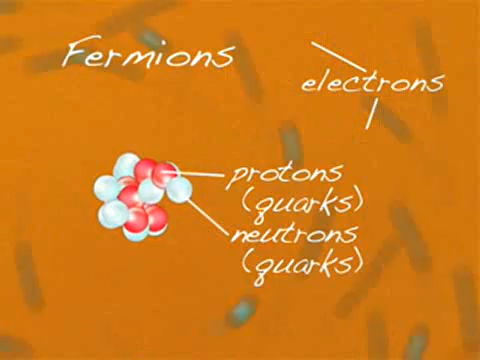 Fermions
electrons
protons
(quarks)
neutrons
(quarks)